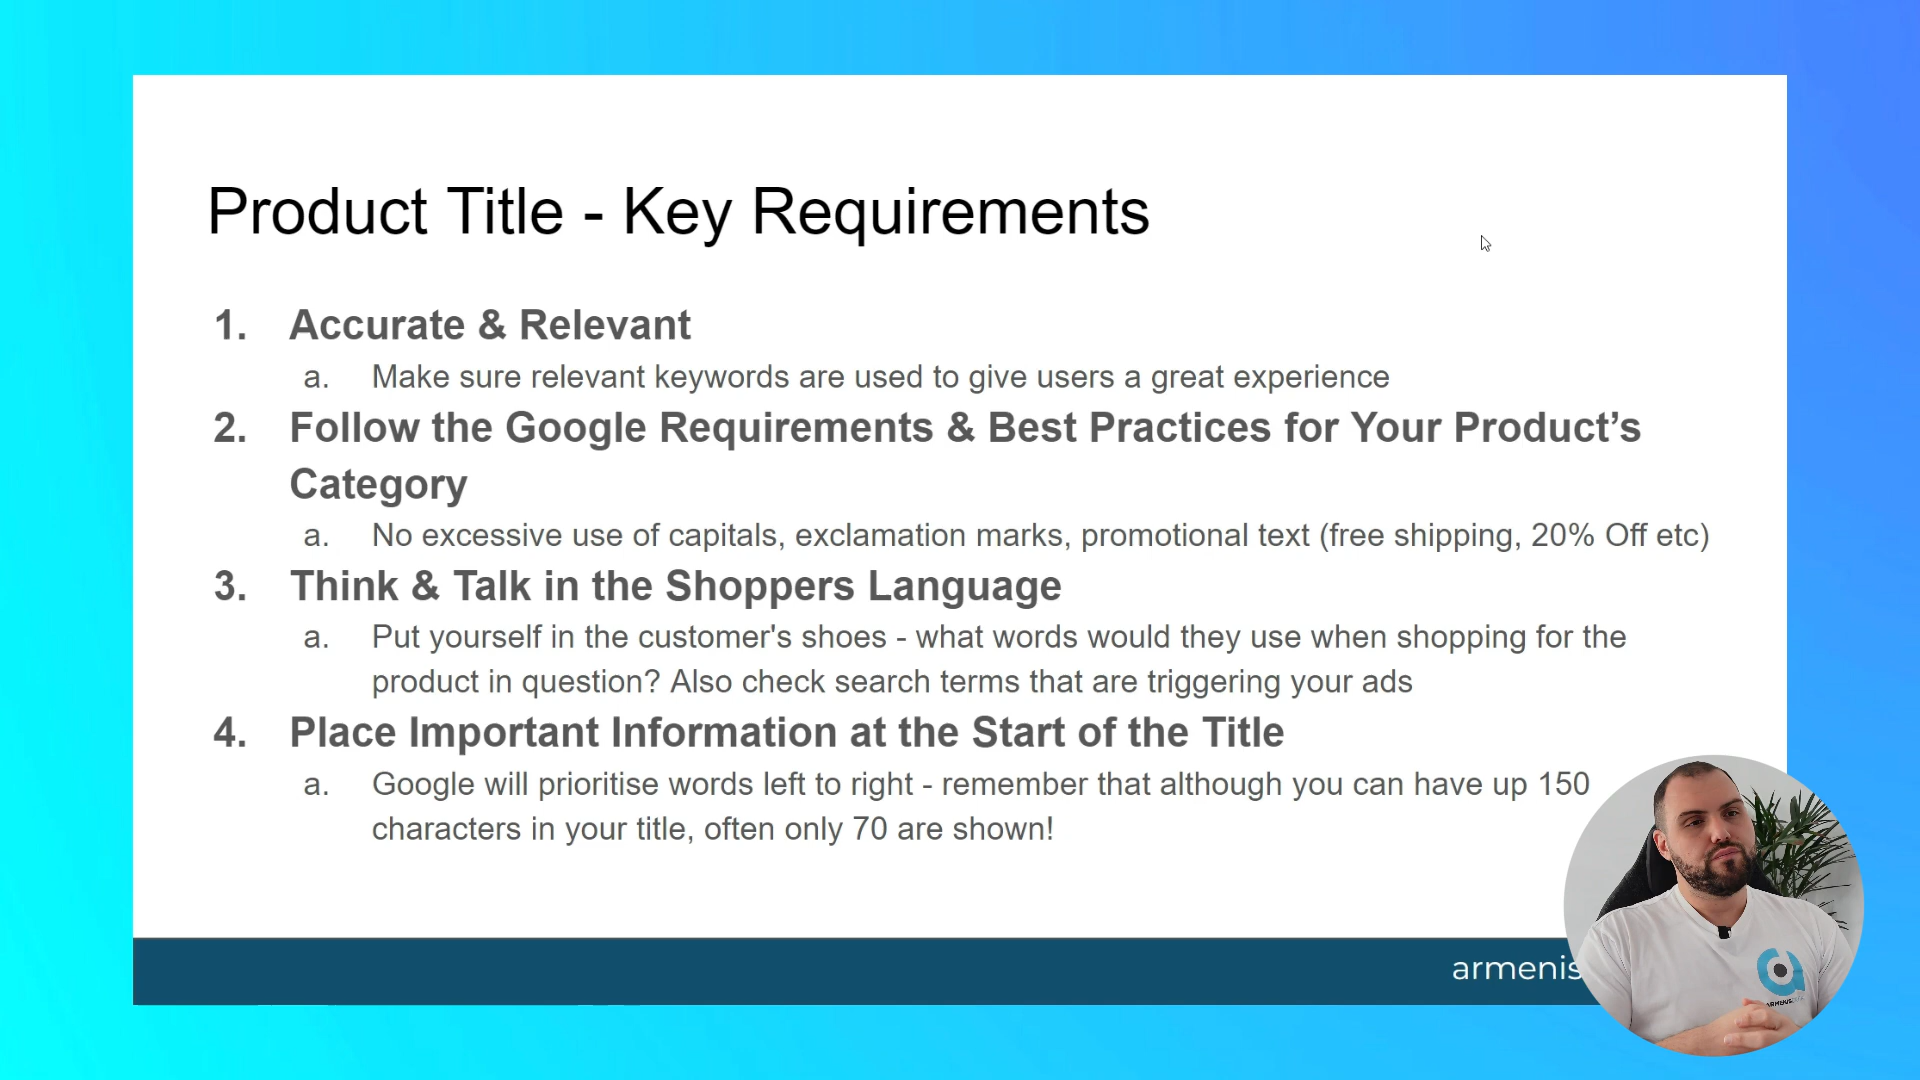 Product Title - Key Requirements
1. Accurate & Relevant
a. Make sure relevant keywords are used to give users a great experience
2. Follow the Google Requirements & Best Practices for Your Product’s
Category
a. No excessive use of capitals, exclamation marks, promotional text (free shipping, 20% Off etc)
3. Think & Talk in the Shoppers Language
a. Put yourself in the customer's shoes - what words would they use when shopping for the
product in question? Also check search terms that are triggering your ads
4. Place Important Information at the Start of the Title
a. Google will prioritise words left to right - remember that although you can have up 150
characters in your title, often only 70 are shown!
armenis